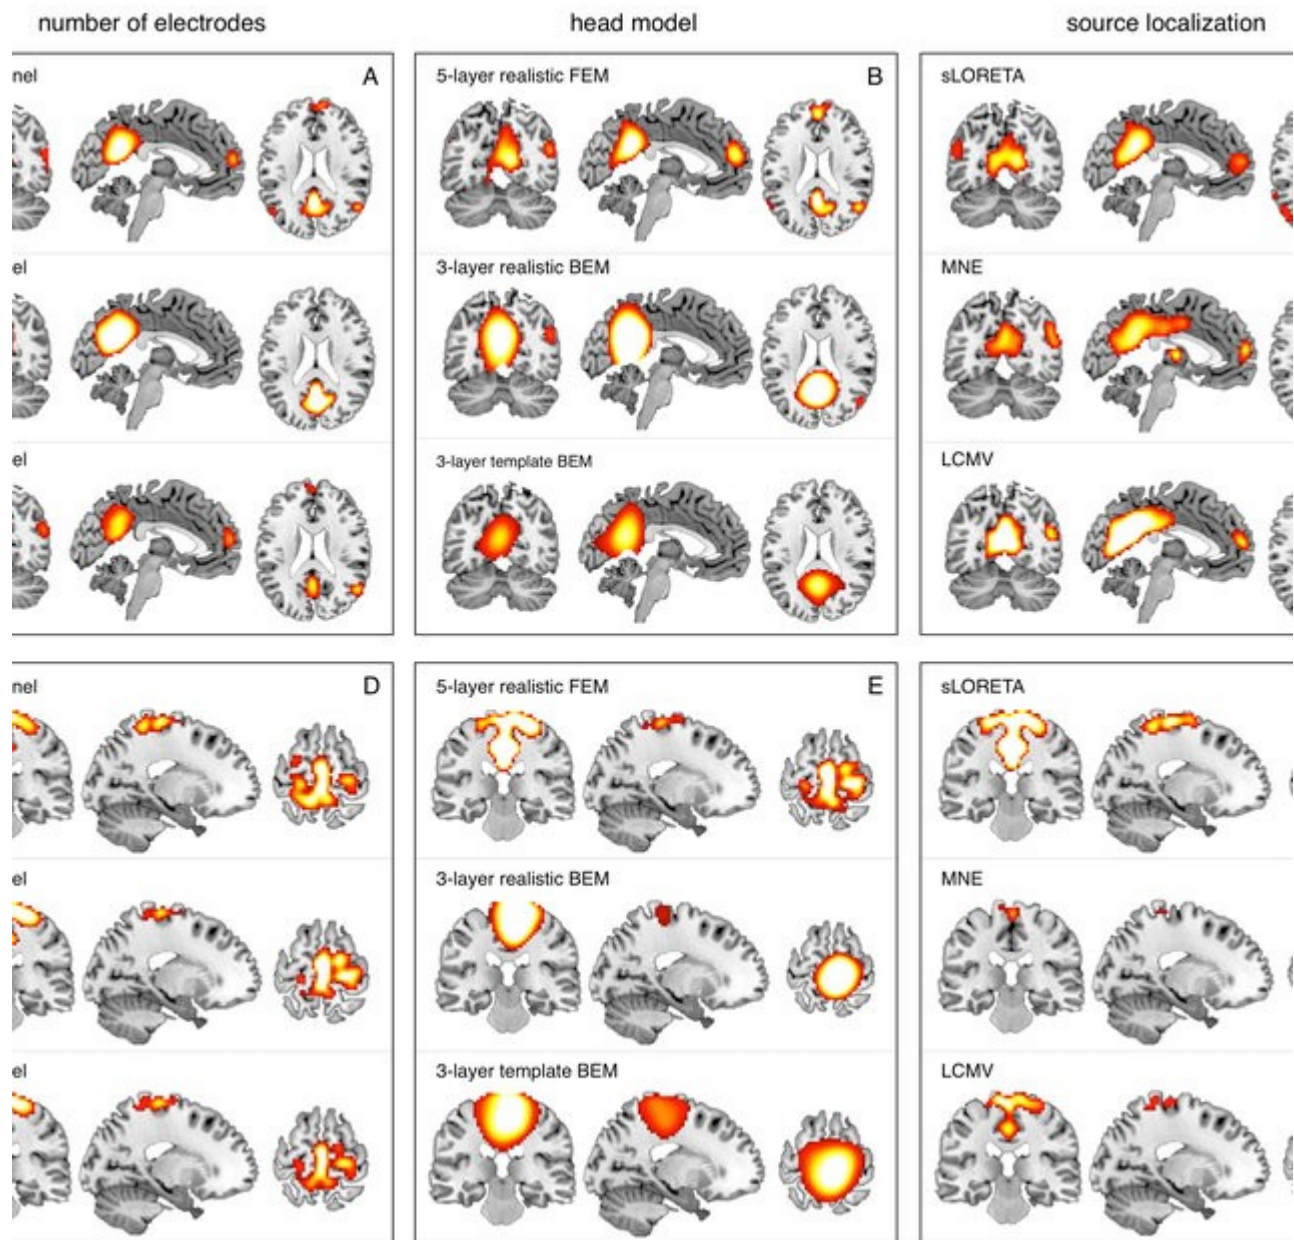 number of electrodes
head model
source localization
nel
A
5-layer realistic FEM
B
sLORETA
el
3-layer realistic BEM
MNE
el
3-layer template BEM
LCMV
nel
D
5-layer realistic FEM
E
sLORETA
el
3-layer realistic BEM
MNE
el
3-layer template BEM
LCMV